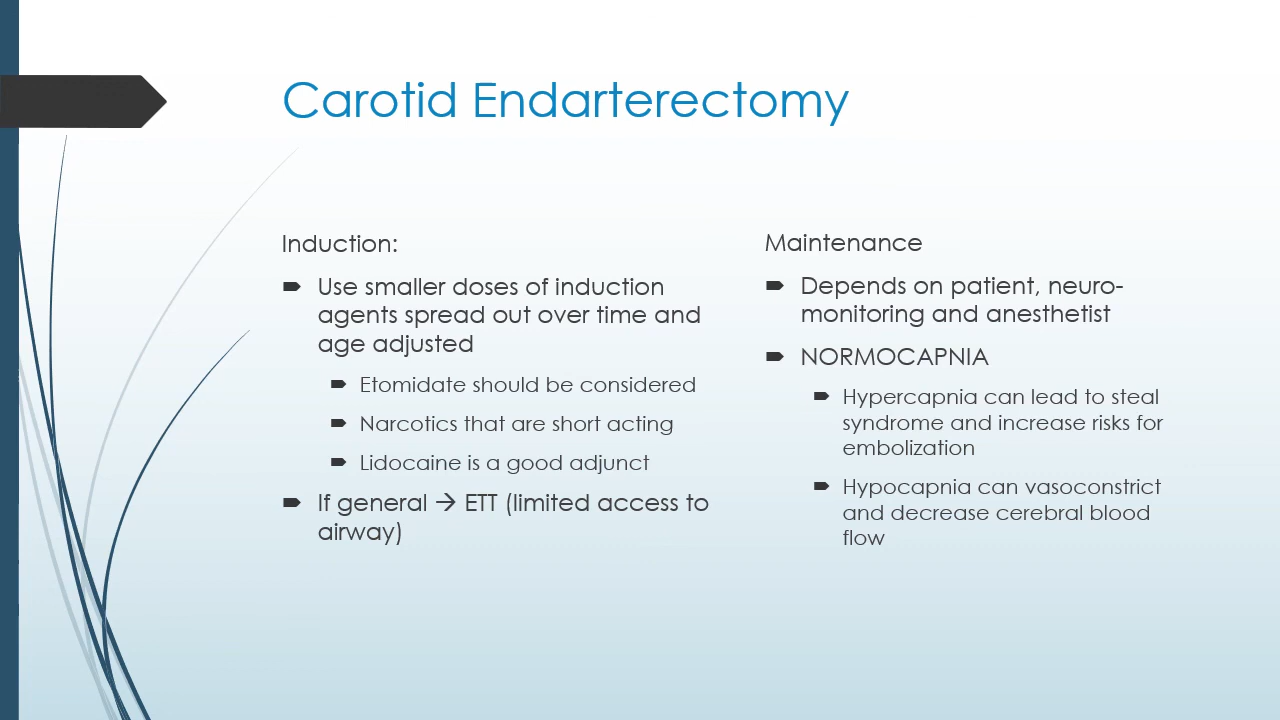 Carotid Endarterectomy
Induction:
Use smaller doses of induction
agents spread out over time and
age adjusted
Etomidate should be considered
Narcotics that are short acting
Lidocaine is a good adjunct
If general → ETT (limited access to
airway)
Maintenance
Depends on patient, neuro-
monitoring and anesthetist
NORMOCAPNIA
Hypercapnia can lead to steal
syndrome and increase risks for
embolization
Hypocapnia can vasoconstrict
and decrease cerebral blood
flow